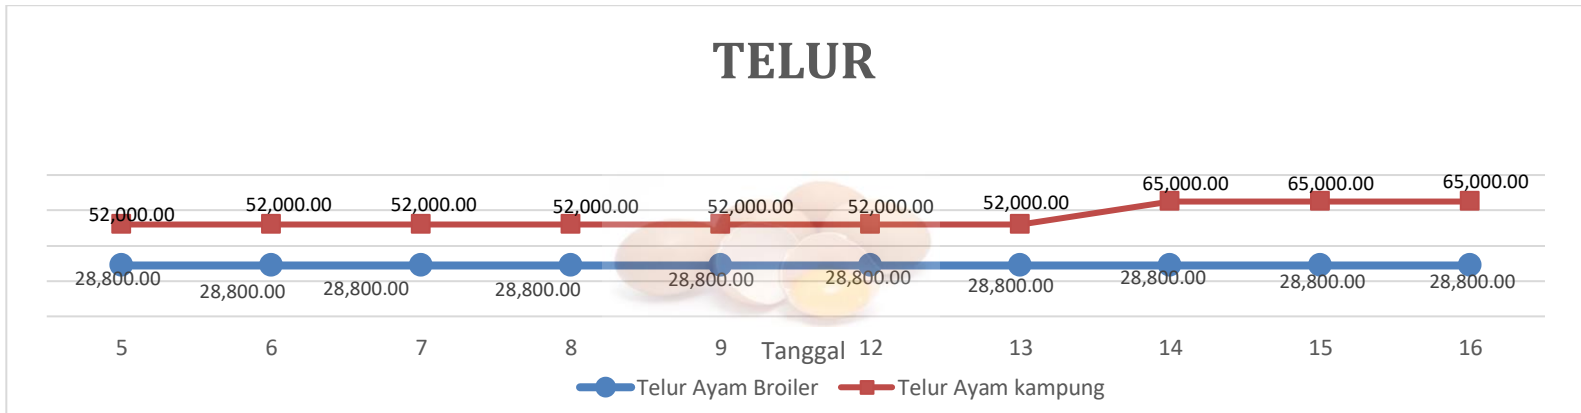 TELUR
65,000.00 65,000.00 65,000.00
52,000.00 52,000.00 52,000.00 52,000.00 52,000.00 52,000.00 52,000.00
28,800.00 28,800.00 28,800.00 28,800.00 28,800.00 28,800.00 28,800.00 28,800.00 28,800.00 28,800.00
5 6 7 8 9 12 13 14 15 16
Tanggal
Telur Ayam Broiler Telur Ayam kampung